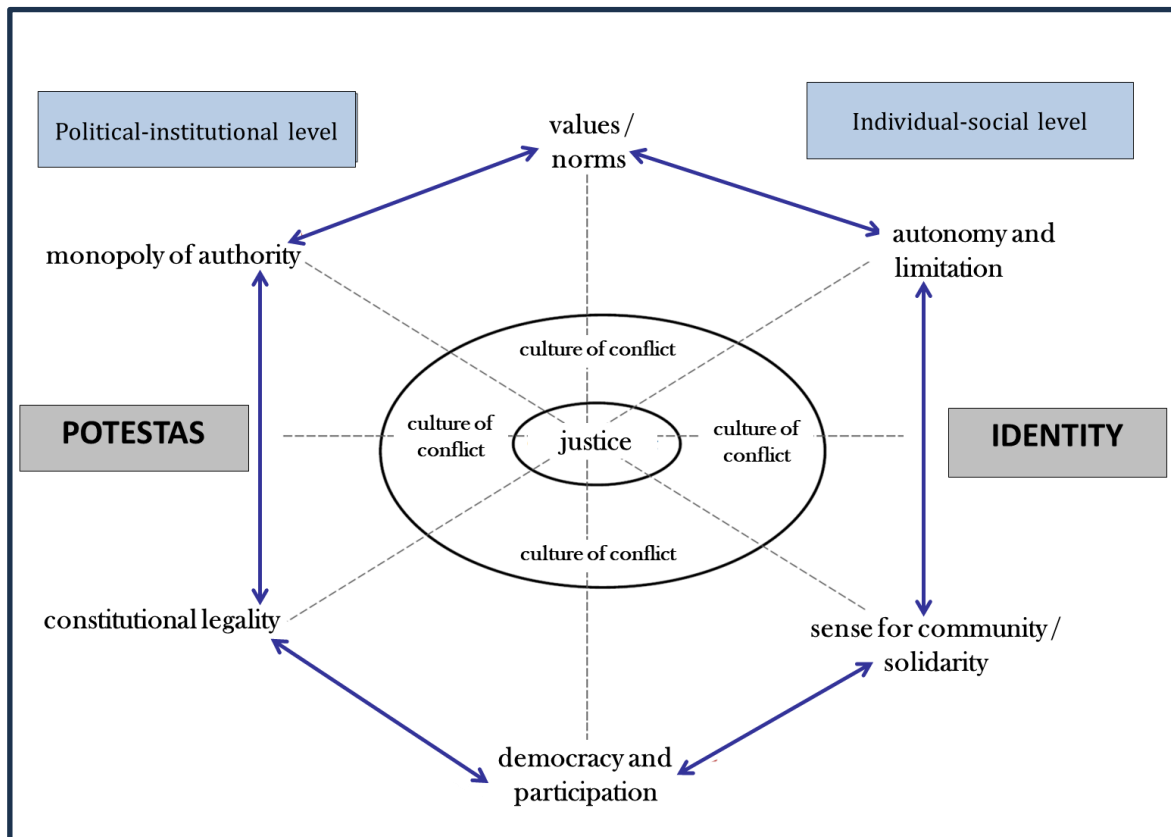 Political-institutional level
values /
norms
Individual-social level
monopoly of authority
autonomy and
limitation
culture of conflict
POTESTAS
culture of
conflict
justice
culture of
conflict
IDENTITY
culture of conflict
constitutional legality
sense for community /
solidarity
democracy and
participation